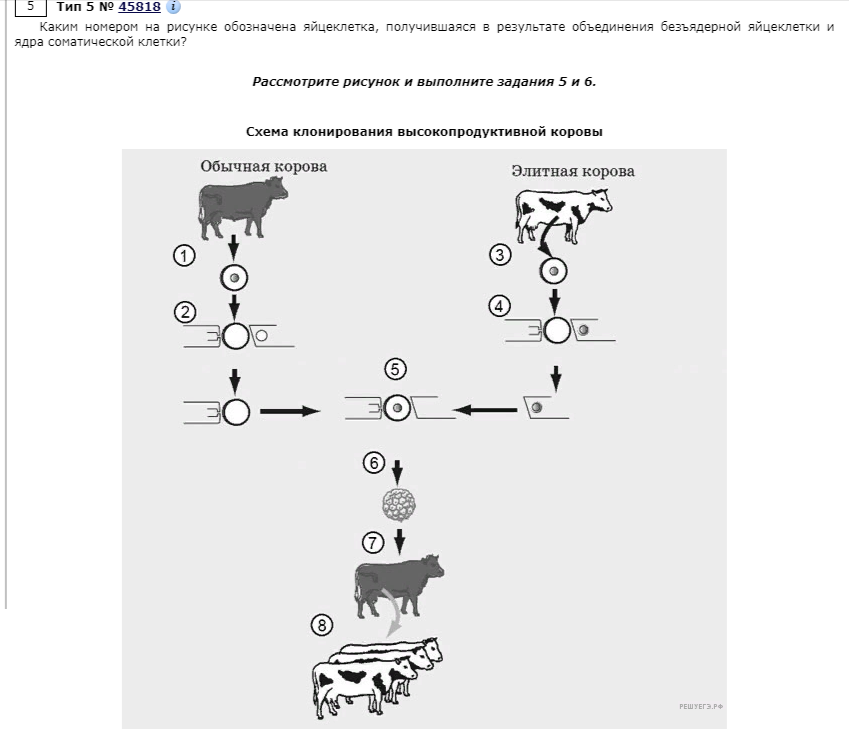 5 Тип 5 № 45818 i
Каким номером на рисунке обозначена яйцеклетка, получившаяся в результате объединения безъядерной яйцеклетки и
ядра соматической клетки?
Рассмотрите рисунок и выполните задания 5 и 6.
Схема клонирования высокопродуктивной коровы
Обычная корова
Элитная корова
1
3
2
4
5
6
7
8
РЕШУЕГЭ.РФ